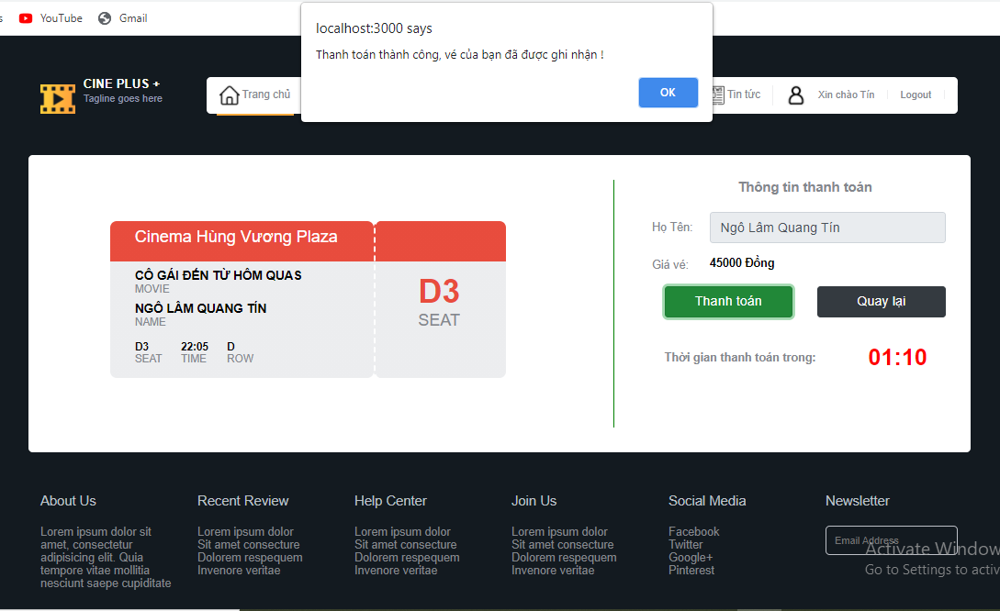 s YouTube Gmail
localhost:3000 says
Thanh toán thành công, vé của bạn đã được ghi nhận !
OK
CINE PLUS +
Tagline goes here
Trang chủ Tin tức Xin chào Tín Logout
Cinema Hùng Vương Plaza
CÔ GÁI ĐẾN TỪ HÔM QUAS
MOVIE
NGÔ LÂM QUANG TÍN
NAME
D3 22:05 D
SEAT TIME ROW
D3
SEAT
Thông tin thanh toán
Họ Tên: Ngô Lâm Quang Tín
Giá vé: 45000 Đồng
Thanh toán Quay lại
Thời gian thanh toán trong: 01:10
About Us
Lorem ipsum dolor sit
amet, consectetur
adipisicing elit. Quia
tempore vitae mollitia
nesciunt saepe cupiditate
Recent Review
Lorem ipsum dolor
Sit amet consecture
Dolorem respequem
Invenore veritae
Help Center
Lorem ipsum dolor
Sit amet consecture
Dolorem respequem
Invenore veritae
Join Us
Lorem ipsum dolor
Sit amet consecture
Dolorem respequem
Invenore veritae
Social Media
Facebook
Twitter
Google+
Pinterest
Newsletter
Email Address
Activate Window
Go to Settings to activ